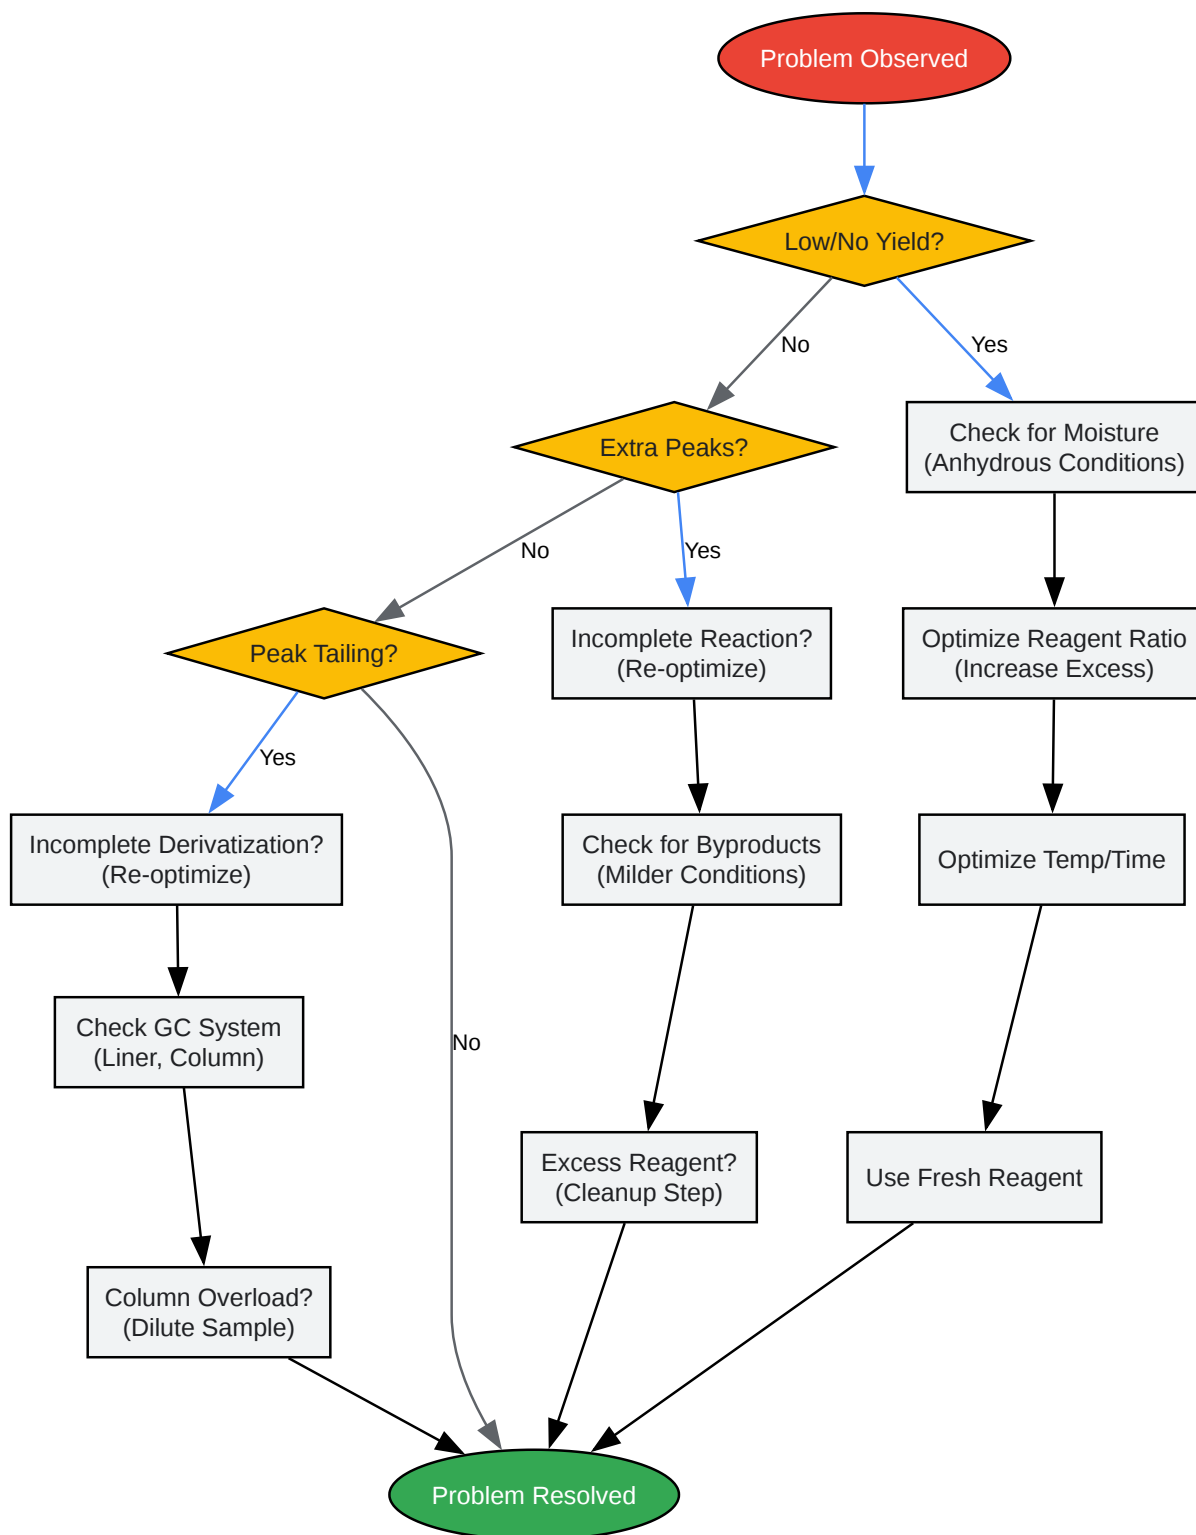 Problem Observed
Low/No Yield?
No
Yes
Extra Peaks?
Check for Moisture
(Anhydrous Conditions)
No
Yes
Peak Tailing?
Incomplete Reaction?
(Re-optimize)
Optimize Reagent Ratio
(Increase Excess)
Yes
Incomplete Derivatization?
(Re-optimize)
Check for Byproducts
(Milder Conditions)
Optimize Temp/Time
Check GC System
(Liner, Column)
No
Excess Reagent?
(Cleanup Step)
Use Fresh Reagent
Column Overload?
(Dilute Sample)
Problem Resolved